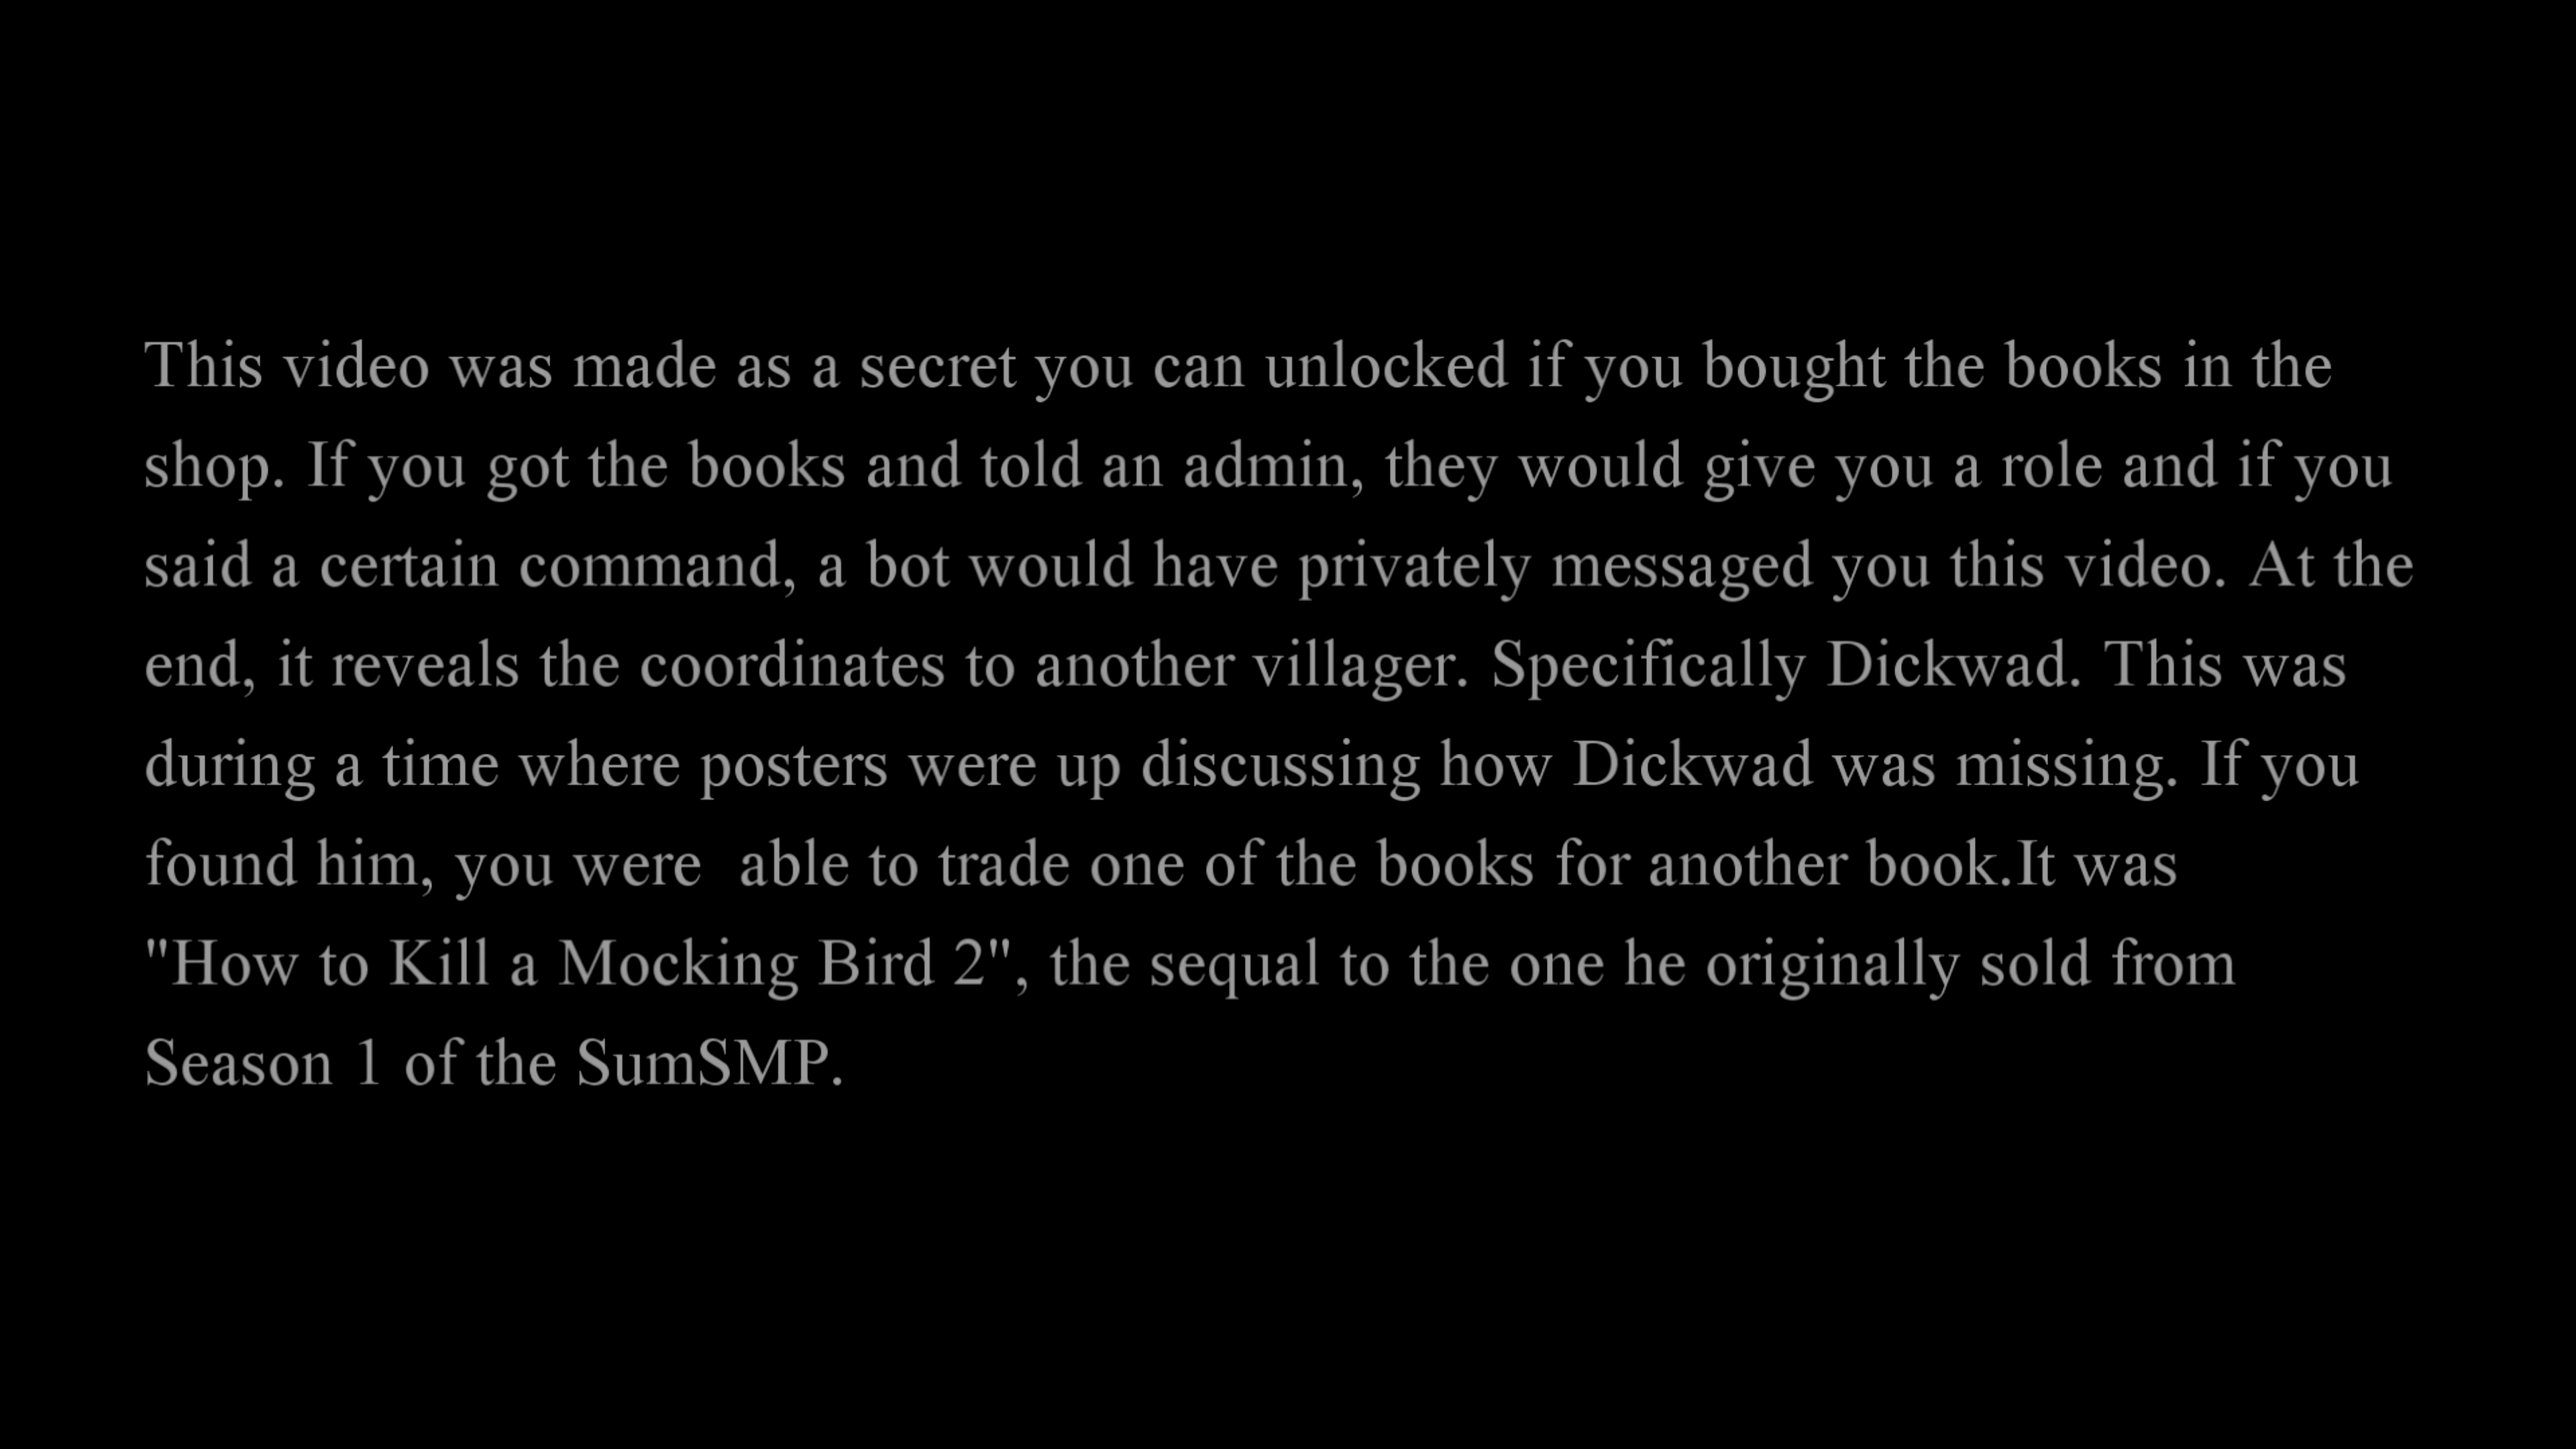 This video was made as a secret you can unlocked if you bought the books in the
shop. If you got the books and told an admin, they would give you a role and if you
said a certain command, a bot would have privately messaged you this video. At the
end, it reveals the coordinates to another villager. Specifically Dickwad. This was
during a time where posters were up discussing how Dickwad was missing. If you
found him, you were  able to trade one of the books for another book.It was
"How to Kill a Mocking Bird 2", the sequal to the one he originally sold from
Season 1 of the SumSMP.